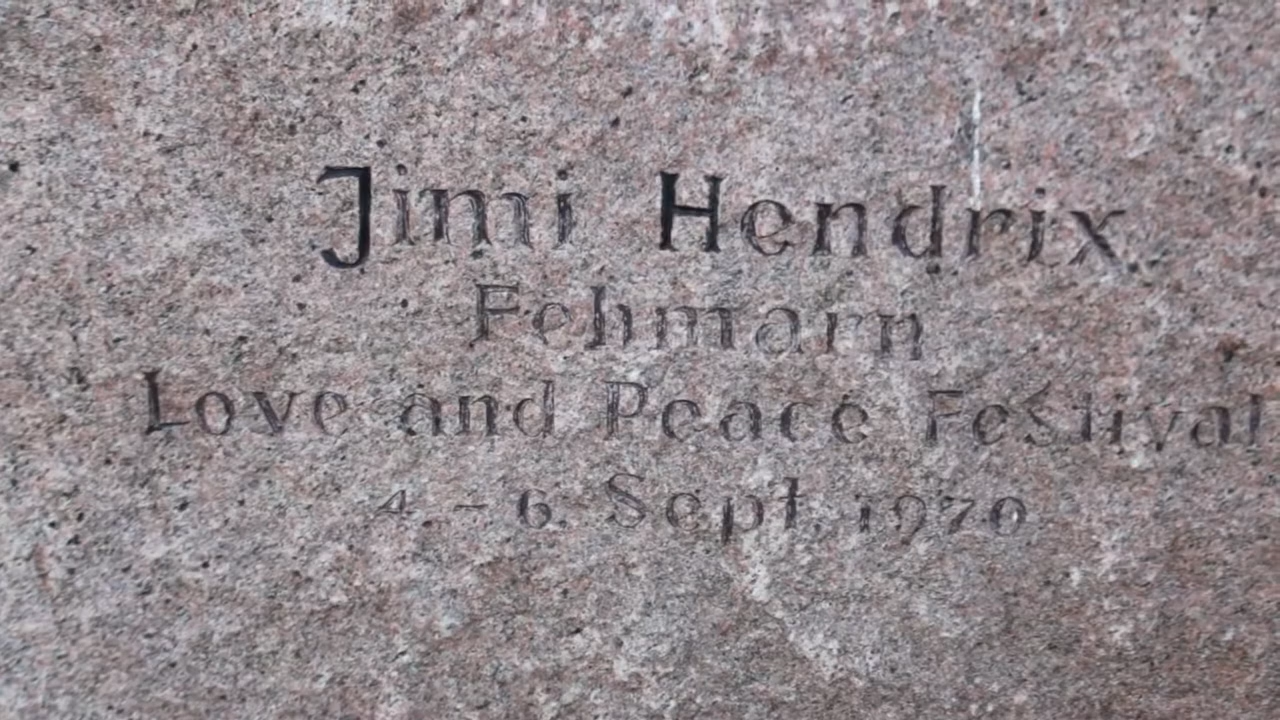 Jimi Hendrix
Fehmarn
Love and Peace Festival
4 - 6. Sept. 1970